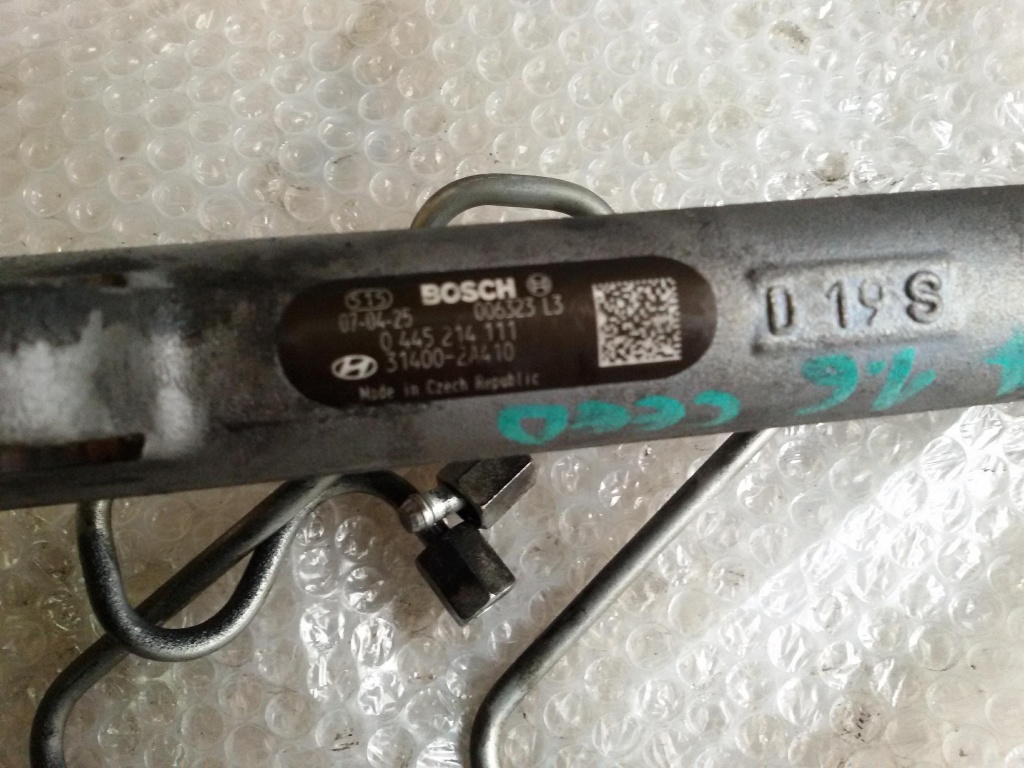 BOSCH
07-04-25 006323 L3
0 445 214 111
31400-2A410
Made in Czech Republic
D 19 S
1.6
CEED